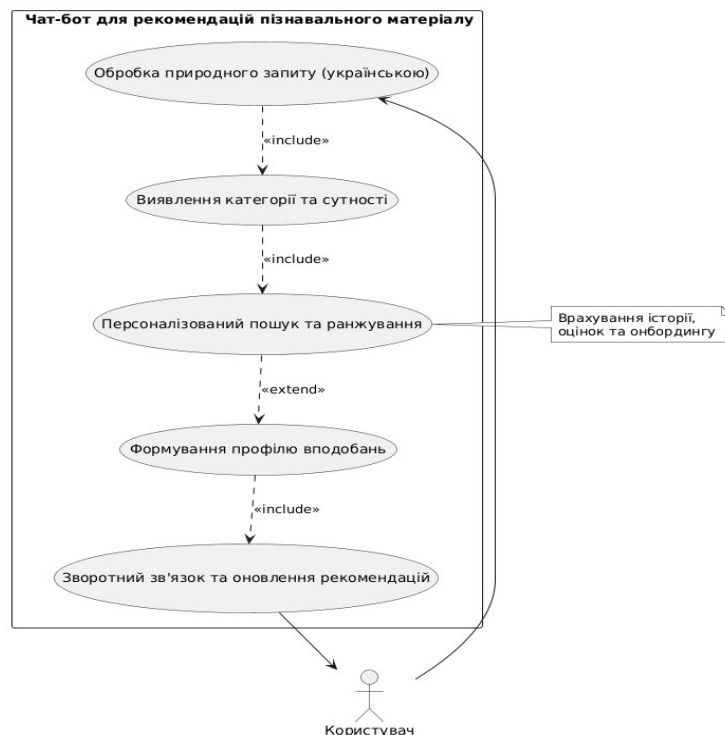 Чат-бот для рекомендацій пізнавального матеріалу
Обробка природного запиту (українською)
«include»
Виявлення категорії та сутності
«include»
Персоналізований пошук та ранжування
Врахування історії,
оцінок та онбордингу
«extend»
Формування профілю вподобань
«include»
Зворотний зв'язок та оновлення рекомендацій
Користувач